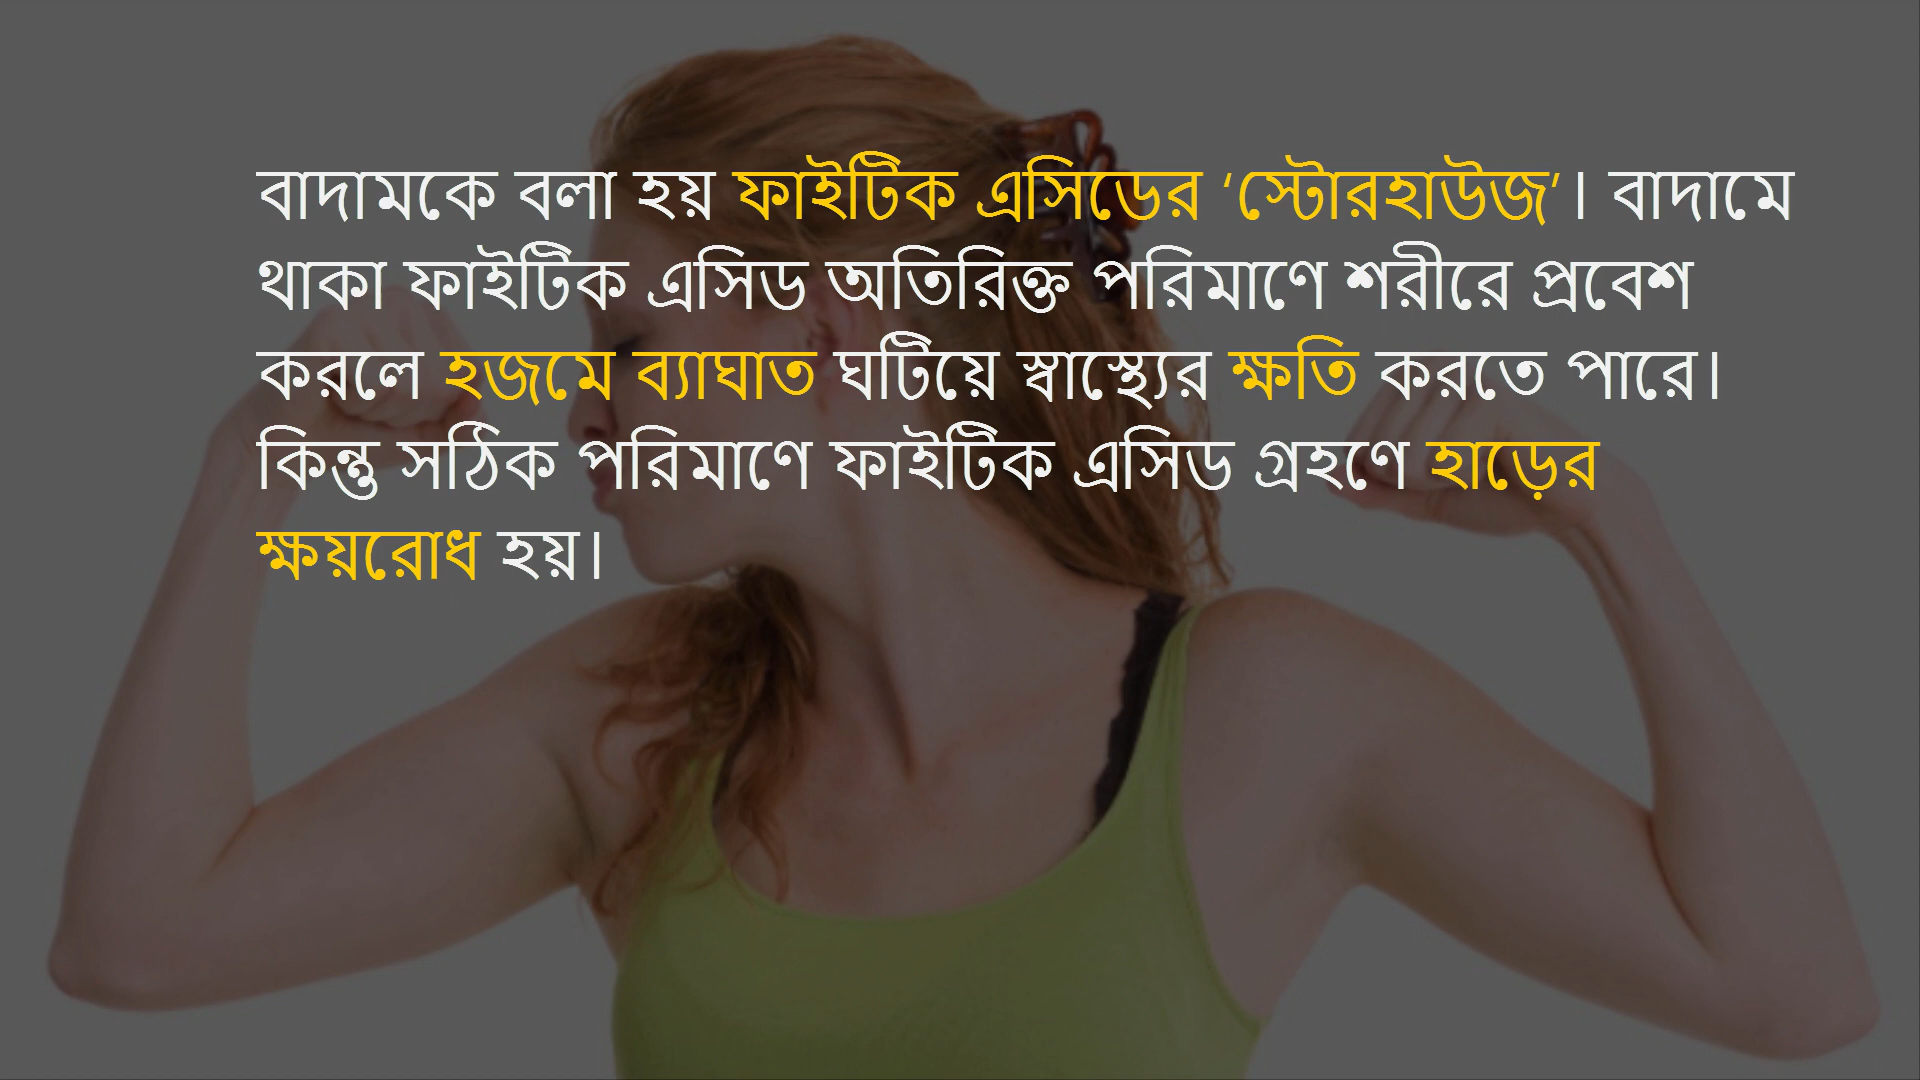 বাদামকে বলা হয় ফাইটিক এসিডের ‘স্টোরহাউজ’। বাদামে
থাকা ফাইটিক এসিড অতিরিক্ত পরিমাণে শরীরে প্রবেশ
করলে হজমে ব্যাঘাত ঘটিয়ে স্বাস্থ্যের ক্ষতি করতে পারে।
কিন্তু সঠিক পরিমাণে ফাইটিক এসিড গ্রহণে হাড়ের
ক্ষয়রোধ হয়।